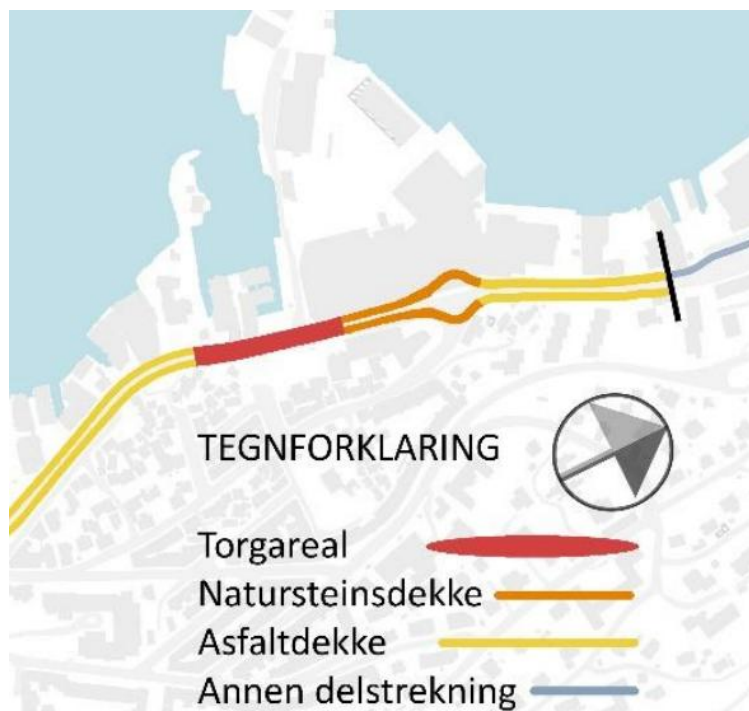 TEGNFORKLARING
Torgareal
Natursteinsdekke
Asfaltdekke
Annen delstrekning